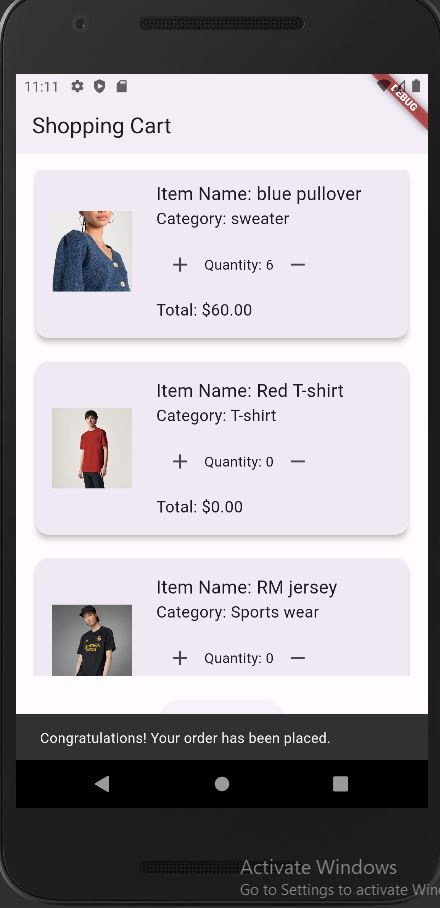 11:11
DEBUG
Shopping Cart
Item Name: blue pullover
Category: sweater
+ Quantity: 6 −
Total: $60.00
Item Name: Red T-shirt
Category: T-shirt
+ Quantity: 0 −
Total: $0.00
Item Name: RM jersey
Category: Sports wear
+ Quantity: 0 −
Congratulations! Your order has been placed.
Activate Windows
Go to Settings to activate Win